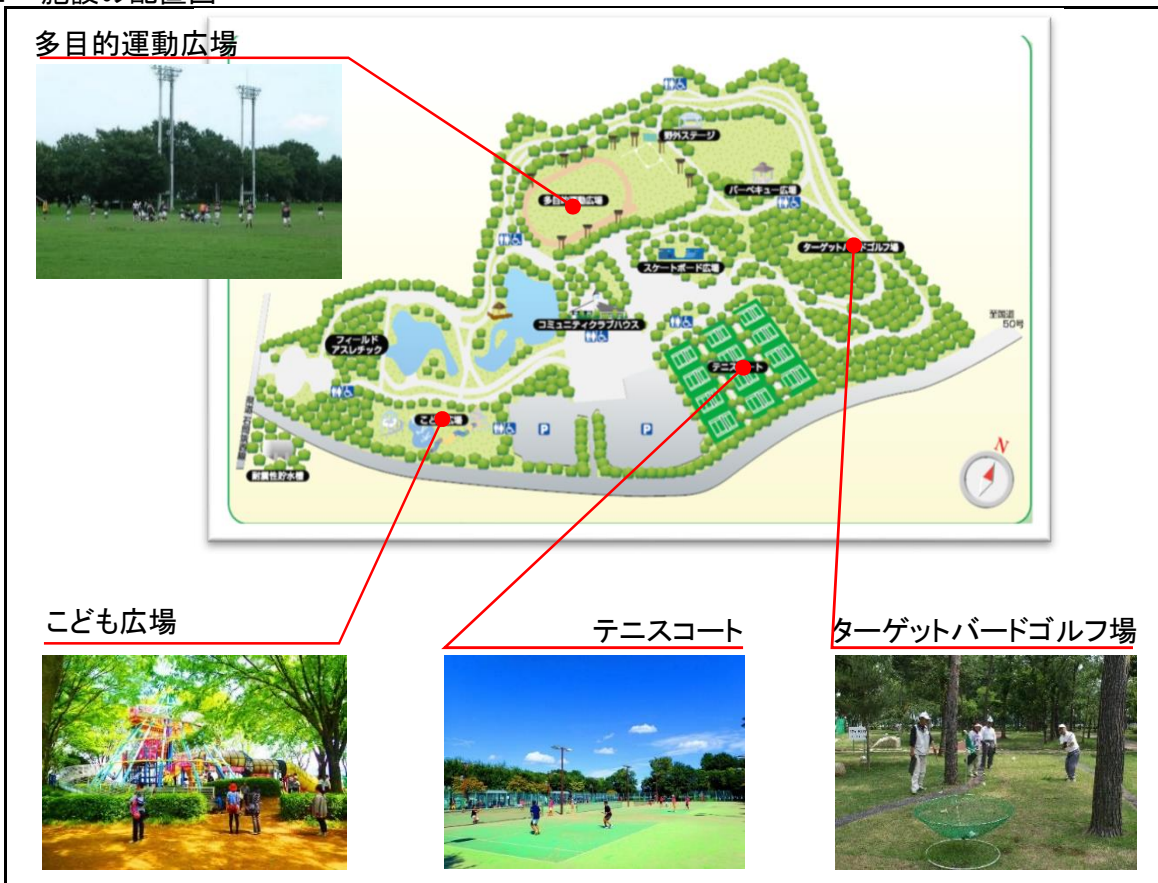 施設の配置図
多目的運動広場
野外ステージ
バーベキュー広場
多目的運動広場
ターゲットバードゴルフ場
スケートボード広場
至国道
50号
コミュニティクラブハウス
フィールド
アスレチック
テニスコート
こども広場
P
P
N
耐震性貯水槽
こども広場
テニスコート
ターゲットバードゴルフ場